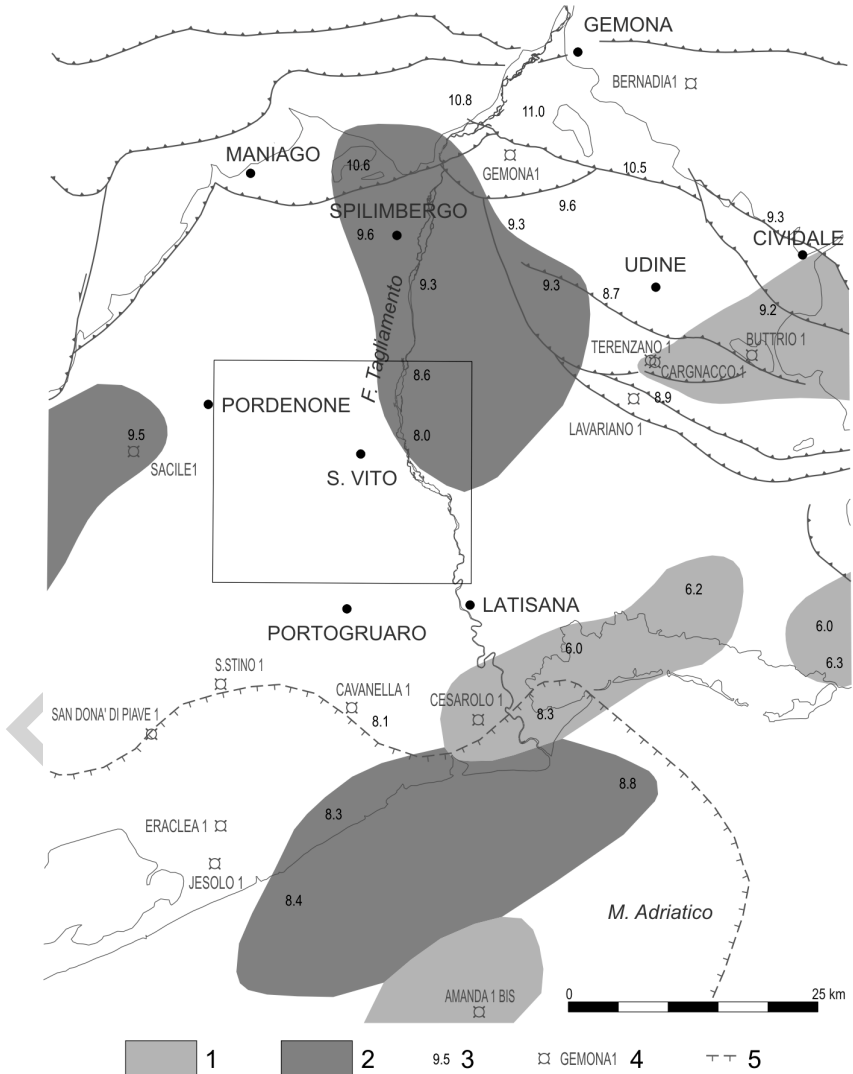 GEMONA
BERNADIA1
10.8
11.0
MANIAGO
10.6
GEMONA1
10.5
SPILIMBERGO
9.6
9.3
9.3
9.6
CIVIDALE
UDINE
9.3
9.3
8.7
9.2
F. Tagliamento
TERENZANO 1
BUTTRIO 1
CARGNACCO 1
8.6
8.9
PORDENONE
LAVARIANO 1
9.5
8.0
SACILE1
S. VITO
6.2
LATISANA
PORTOGRUARO
6.0
6.0
6.3
S.STINO 1
CAVANELLA 1
CESAROLO 1
SAN DONA' DI PIAVE 1
8.1
8.3
8.8
8.3
ERACLEA 1
JESOLO 1
8.4
M. Adriatico
AMANDA 1 BIS
0 25 km
1 2 9.5 3 GEMONA1 4 5